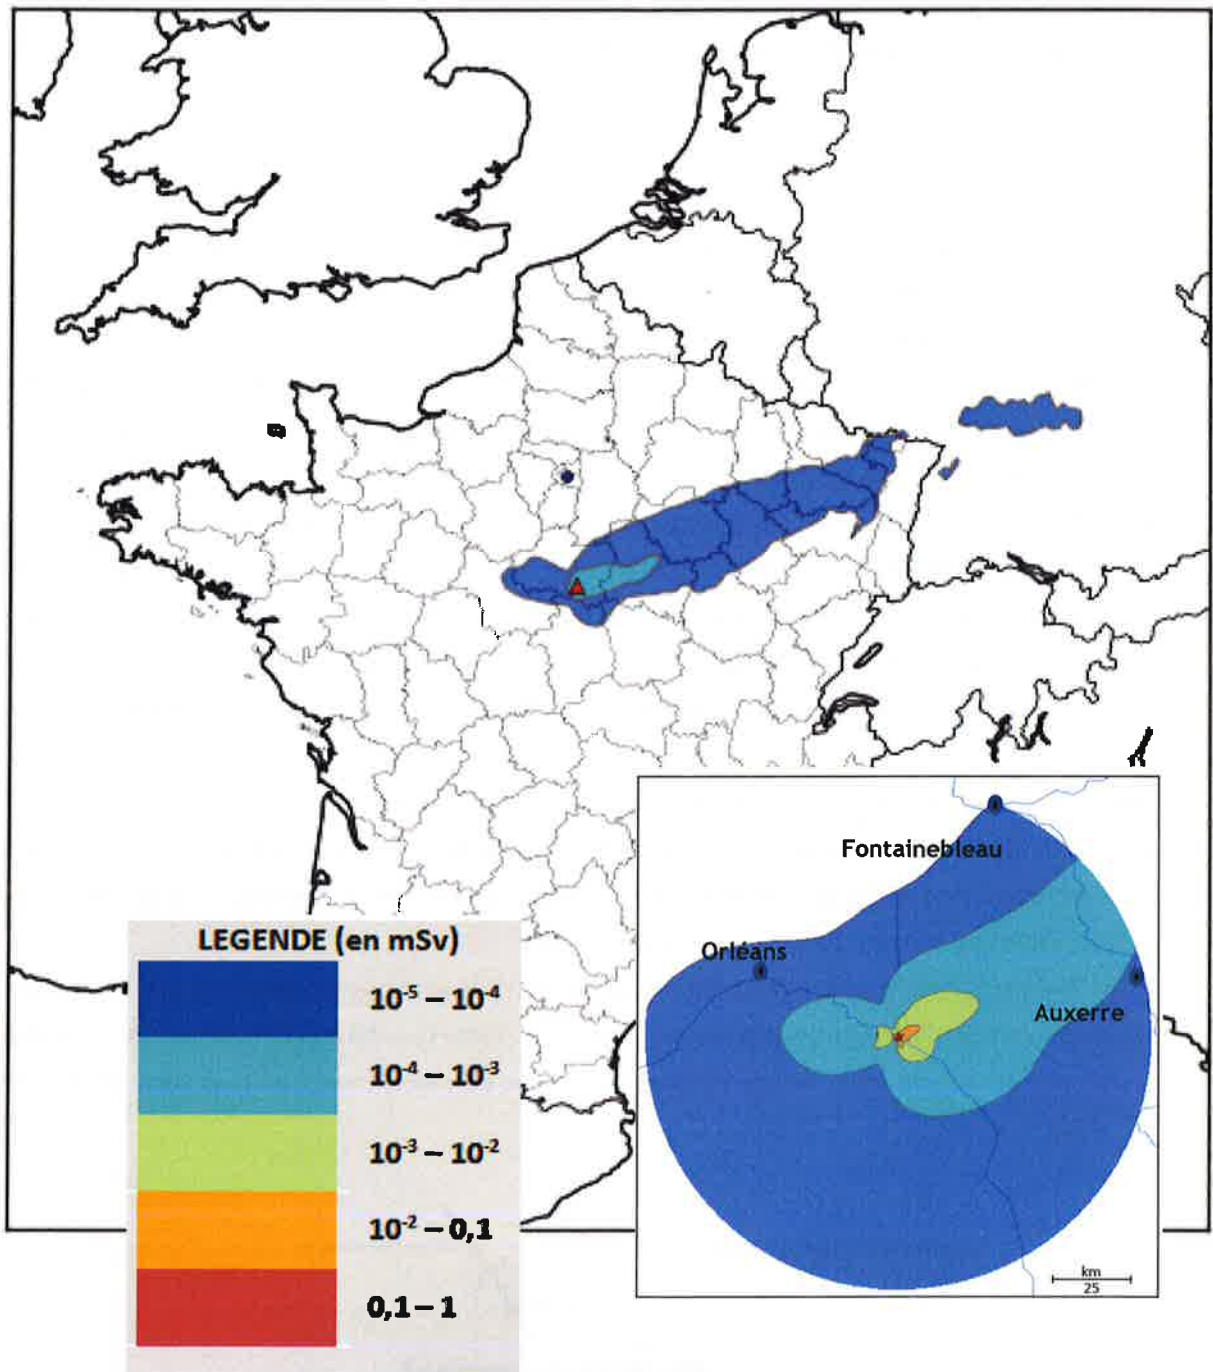 Fontainebleau
Orléans
Auxerre
km
25
LEGENDE (en mSv)
10⁻⁵ – 10⁻⁴
10⁻⁴ – 10⁻³
10⁻³ – 10⁻²
10⁻² – 0,1
0,1 – 1